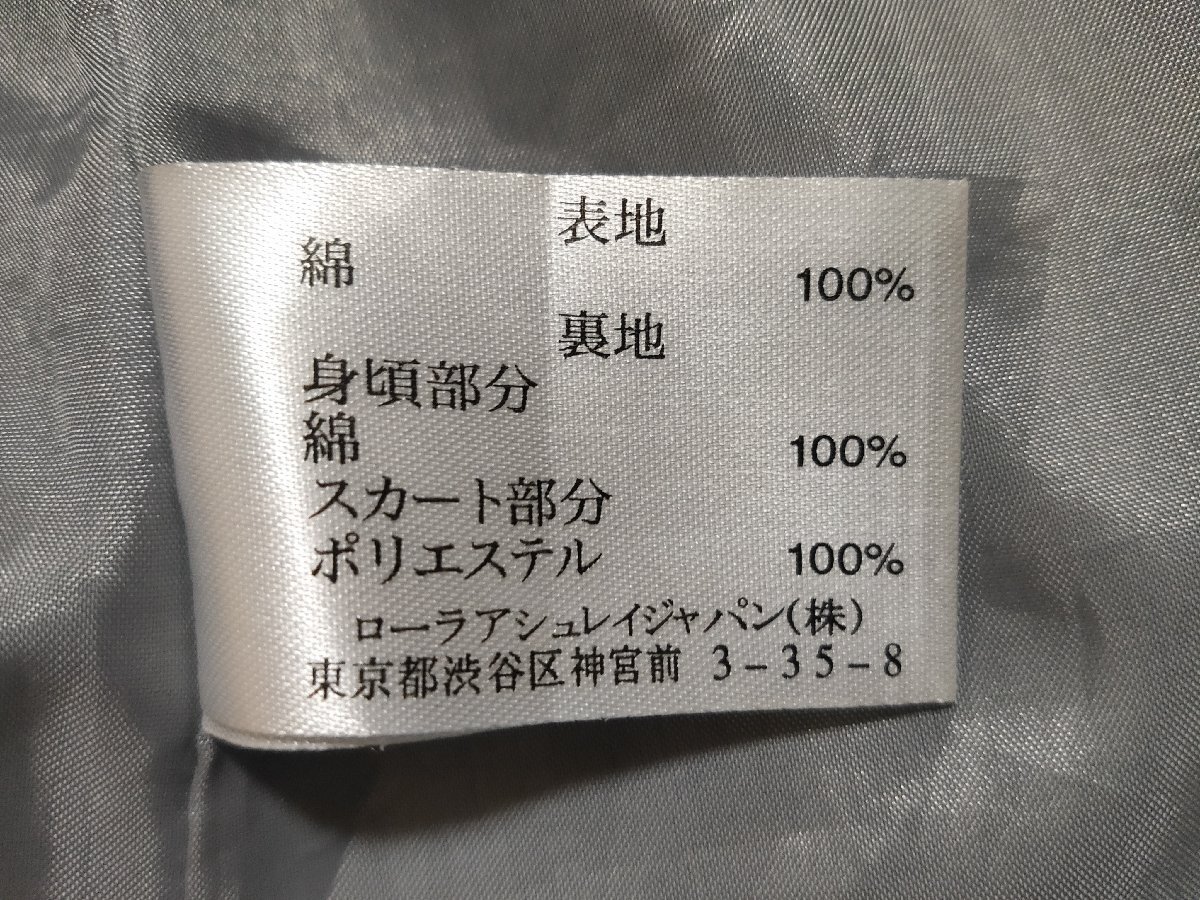 表地
綿 100%
裏地
身頃部分
綿 100%
スカート部分
ポリエステル 100%
ローラアシュレイジャパン(株)
東京都渋谷区神宮前 3-35-8